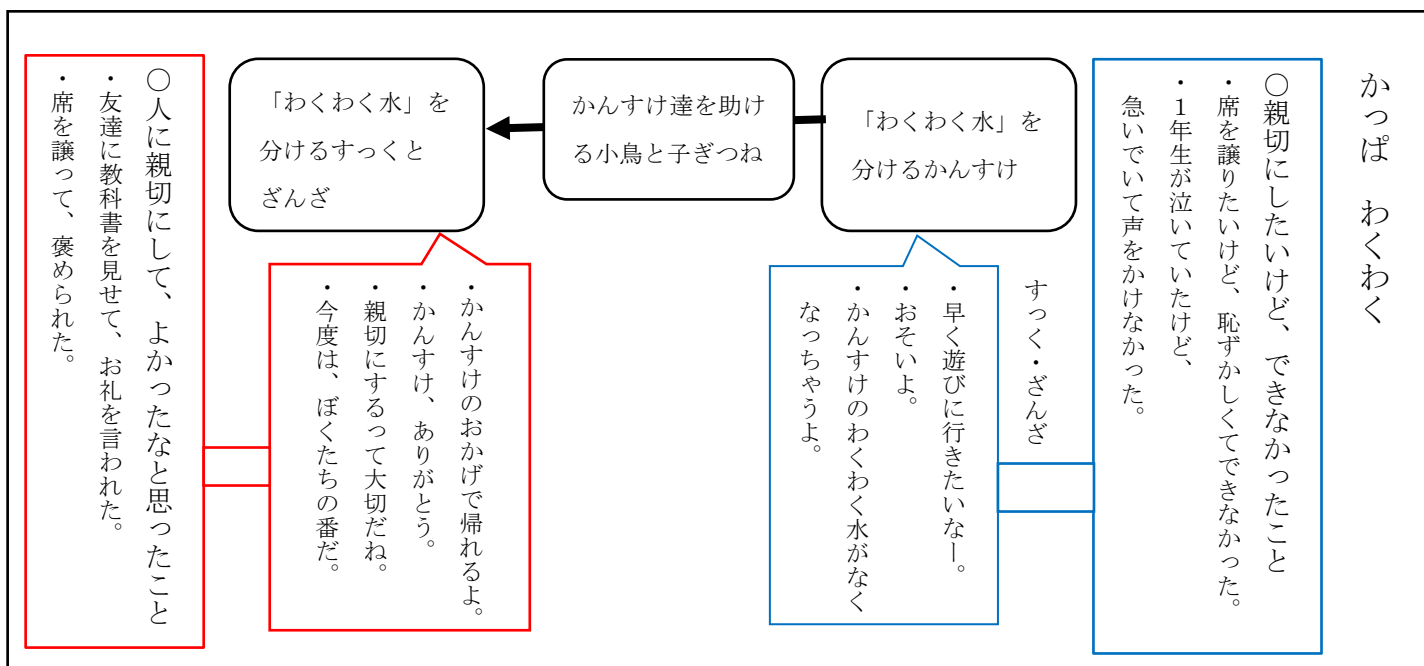 かっぱ わくわく
○親切にしたいけど、できなかったこと
・席を譲りたいけど、恥ずかしくてできなかった。
・1年生が泣いていたけど、
急いでいて声をかけなかった。
「わくわく水」を
分けるかんすけ
すっく・ざんざ
・早く遊びに行きたいなー。
・おそいよ。
・かんすけのわくわく水がなく
なっちゃうよ。
かんすけ達を助け
る小鳥と子ぎつね
「わくわく水」を
分けるすっくと
ざんざ
・かんすけのおかげで帰れるよ。
・かんすけ、ありがとう。
・親切にするって大切だね。
・今度は、ぼくたちの番だ。
○人に親切にして、よかったなと思ったこと
・友達に教科書を見せて、お礼を言われた。
・席を譲って、褒められた。